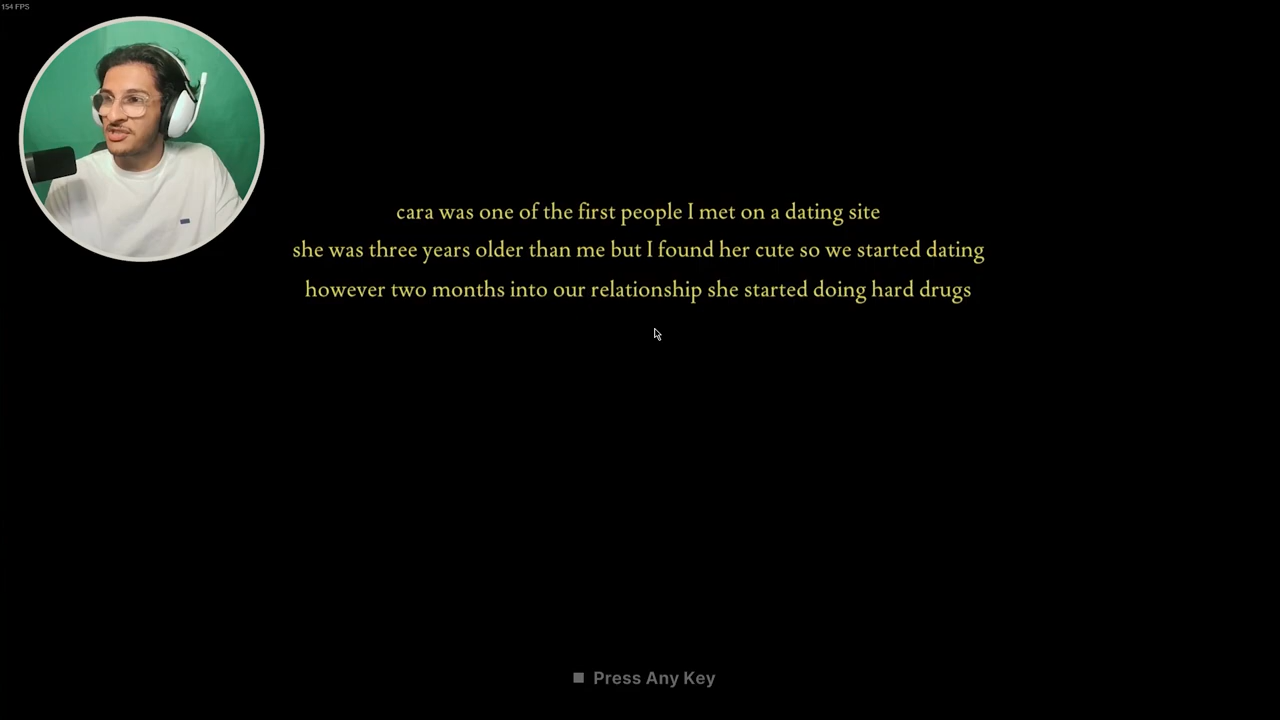 154 FPS
cara was one of the first people I met on a dating site
she was three years older than me but I found her cute so we started dating
however two months into our relationship she started doing hard drugs
Press Any Key